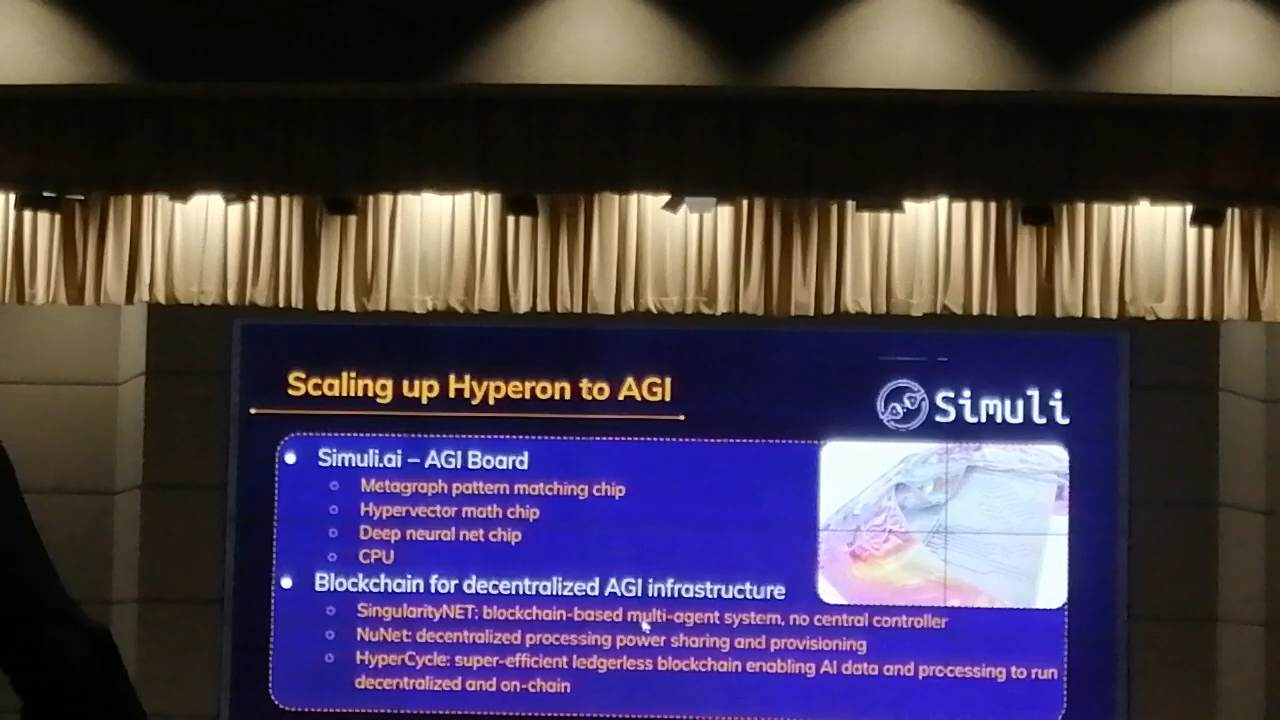 Scaling up Hyperon to AGI
Simuli
Simuli.ai – AGI Board
Metagraph pattern matching chip
Hypervector math chip
Deep neural net chip
CPU
Blockchain for decentralized AGI infrastructure
SingularityNET: blockchain-based multi-agent system, no central controller
NuNet: decentralized processing power sharing and provisioning
HyperCycle: super-efficient ledgerless blockchain enabling AI data and processing to run
decentralized and on-chain